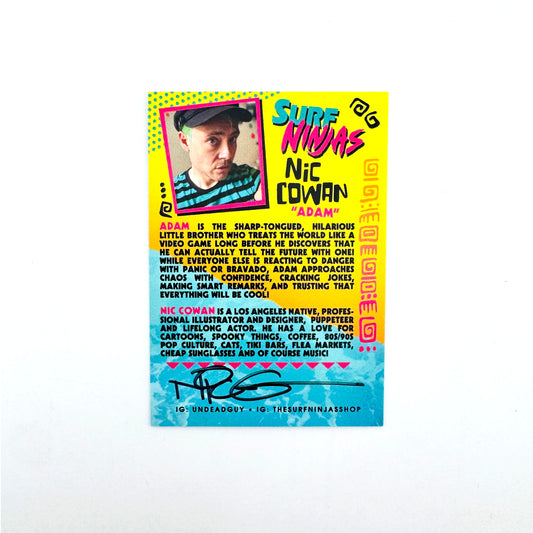 SURF
NINJAS
NIC
COWAN
"ADAM"
ADAM IS THE SHARP-TONGUED, HILARIOUS
LITTLE BROTHER WHO TREATS THE WORLD LIKE A
VIDEO GAME LONG BEFORE HE DISCOVERS THAT
HE CAN ACTUALLY TELL THE FUTURE WITH ONE!
WHILE EVERYONE ELSE IS REACTING TO DANGER
WITH PANIC OR BRAVADO, ADAM APPROACHES
CHAOS WITH CONFIDENCE, CRACKING JOKES,
MAKING SMART REMARKS, AND TRUSTING THAT
EVERYTHING WILL BE COOL!
NIC COWAN IS A LOS ANGELES NATIVE, PROFES-
SIONAL ILLUSTRATOR AND DESIGNER, PUPPETEER
AND LIFELONG ACTOR. HE HAS A LOVE FOR
CARTOONS, SPOOKY THINGS, COFFEE, 80S/90S
POP CULTURE, CATS, TIKI BARS, FLEA MARKETS,
CHEAP SUNGLASSES AND OF COURSE MUSIC!
IG: UNDEADGUY • IG: THESURFNINJASSHOP